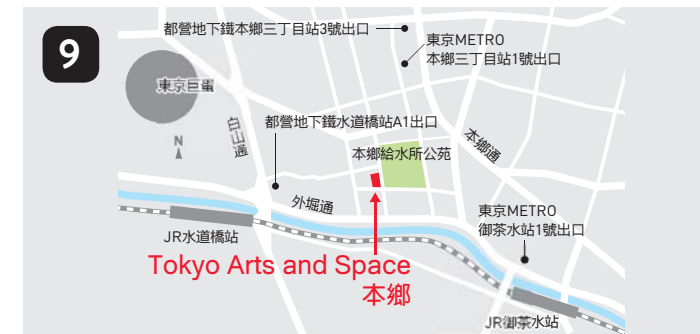 9
都營地下鐵本鄉三丁目站3號出口
東京METRO
本鄉三丁目站1號出口
東京巨蛋
N
白山通
都營地下鐵水道橋站A1出口
本鄉通
本鄉給水所公苑
外堀通
東京METRO
御茶水站1號出口
JR水道橋站
Tokyo Arts and Space
本鄉
JR御茶水站